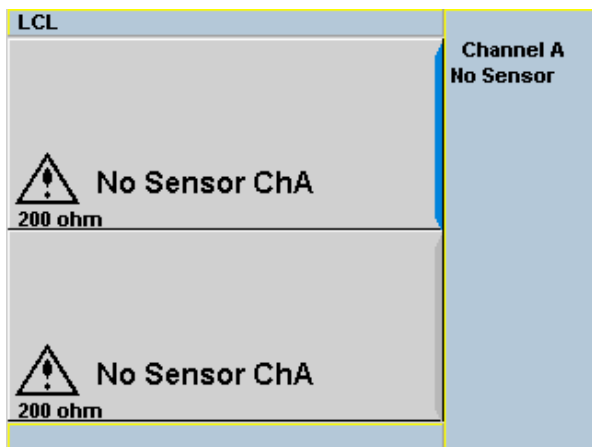 LCL
Channel A
No Sensor
No Sensor ChA
200 ohm
No Sensor ChA
200 ohm